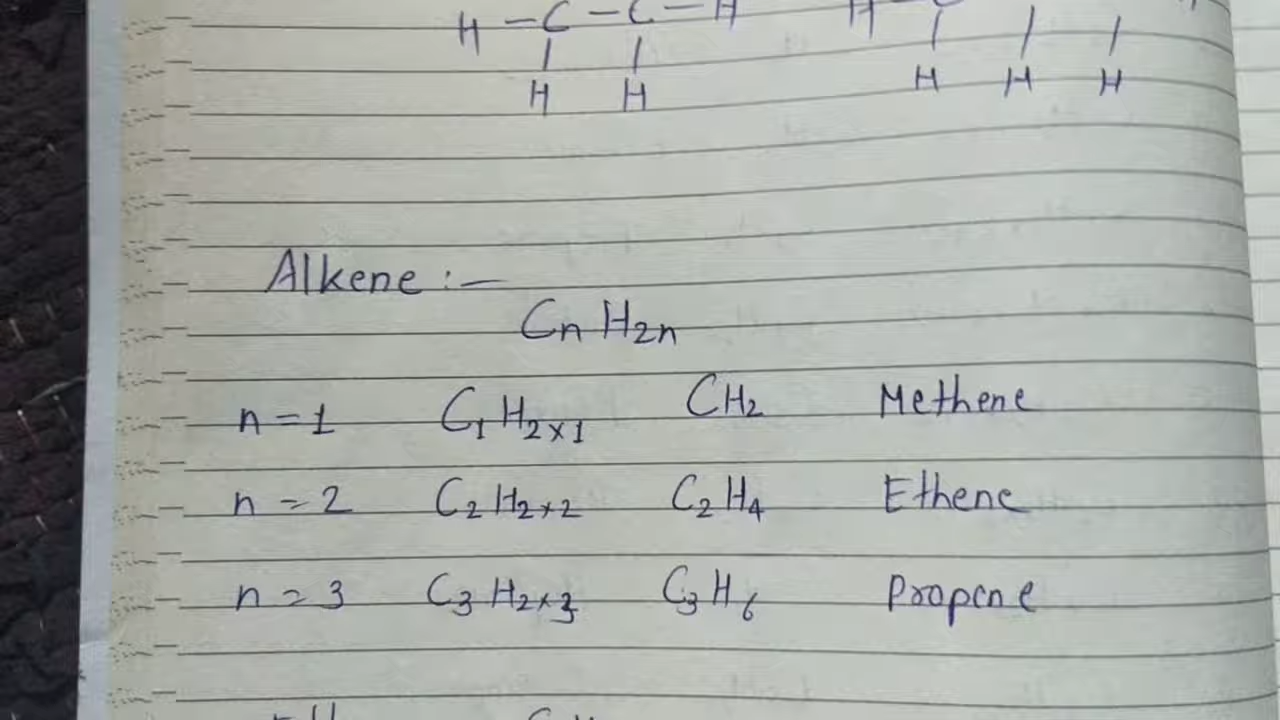 H – C – C – H H –
H H H H H
Alkene :–
CnH2n
n = 1 C1H2×1 CH2 Methene
n = 2 C2H2×2 C2H4 Ethene
n = 3 C3H2×3 C3H6 Propene